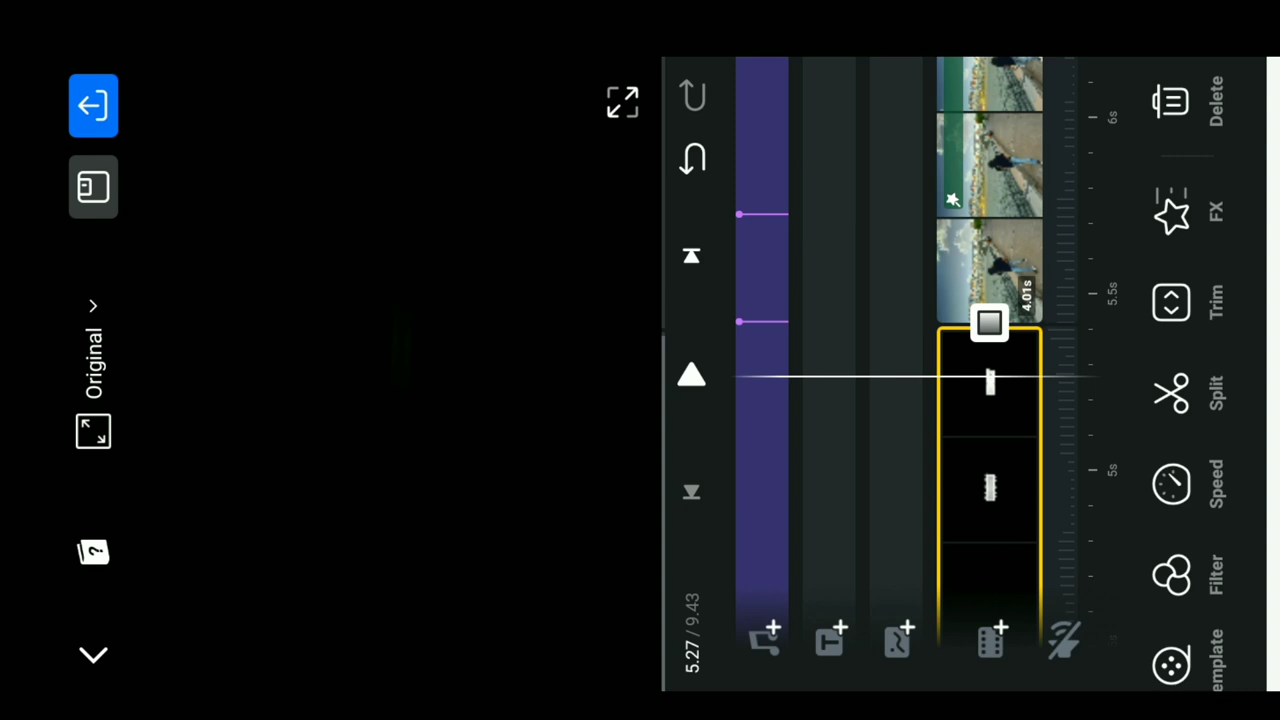 Original
5.27 / 9.43
4.01s
5s
5.5s
6s
emplate
Filter
Speed
Split
Trim
FX
Delete